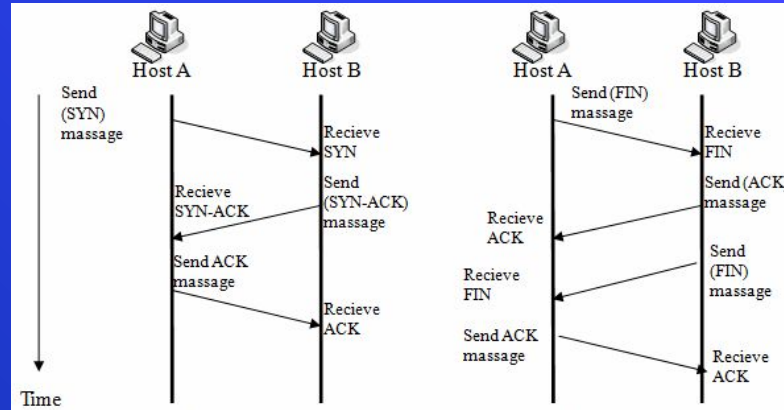 Host A
Host B
Send
(SYN)
massage
Recieve
SYN
Send
(SYN-ACK)
massage
Recieve
SYN-ACK
Send ACK
massage
Recieve
ACK
Time
Host A
Host B
Send (FIN)
massage
Recieve
FIN
Send (ACK
massage
Recieve
ACK
Send
(FIN)
massage
Recieve
FIN
Send ACK
massage
Recieve
ACK